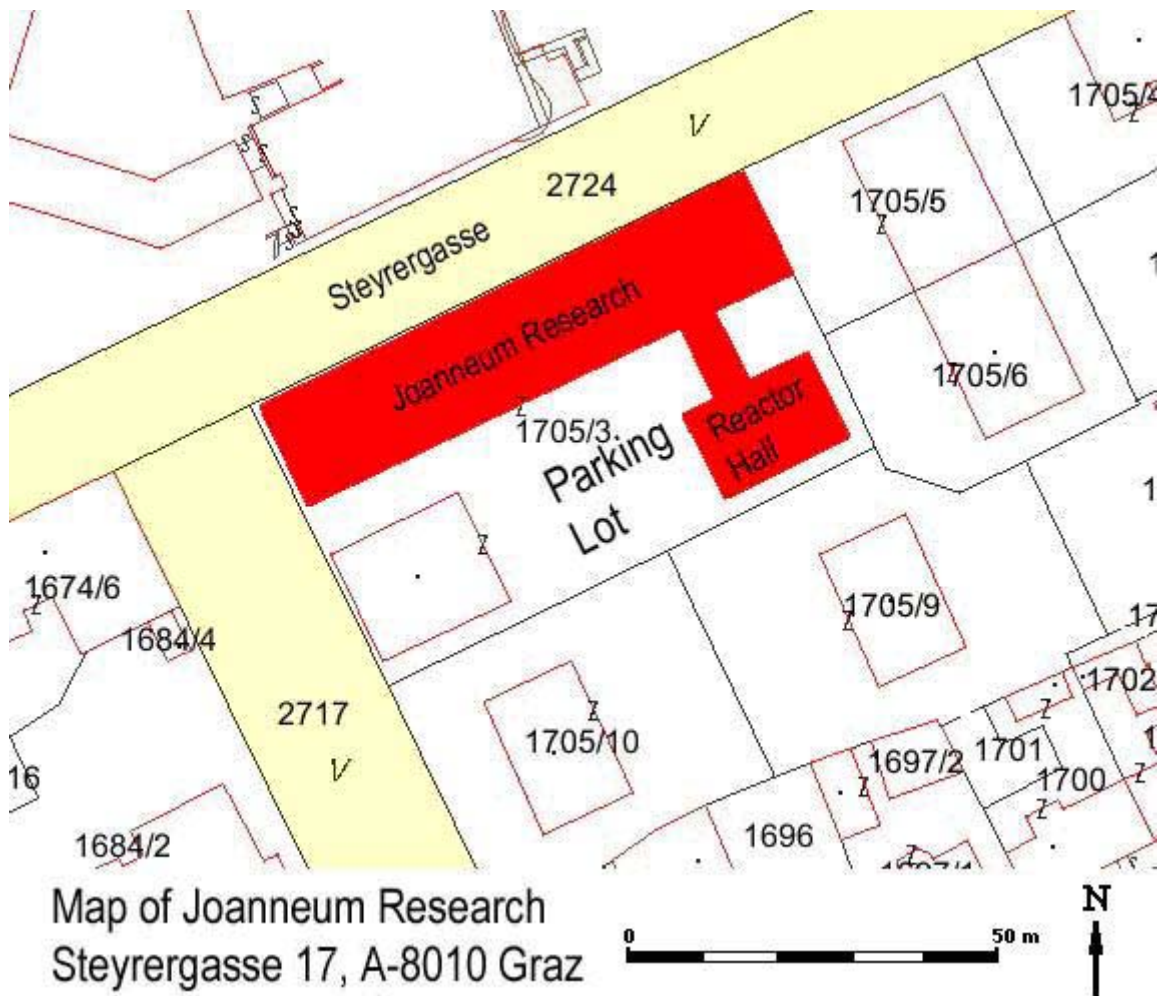 1705/4
V
2724
1705/5
Steyrergasse
Joanneum Research
1705/6
Reactor
Hall
1705/3
Parking
Lot
1674/6
1705/9
1684/4
1702
2717
1705/10
1701
V
1697/2
1700
16
1684/2
1696
Map of Joanneum Research
Steyrergasse 17, A-8010 Graz
0
50 m
N